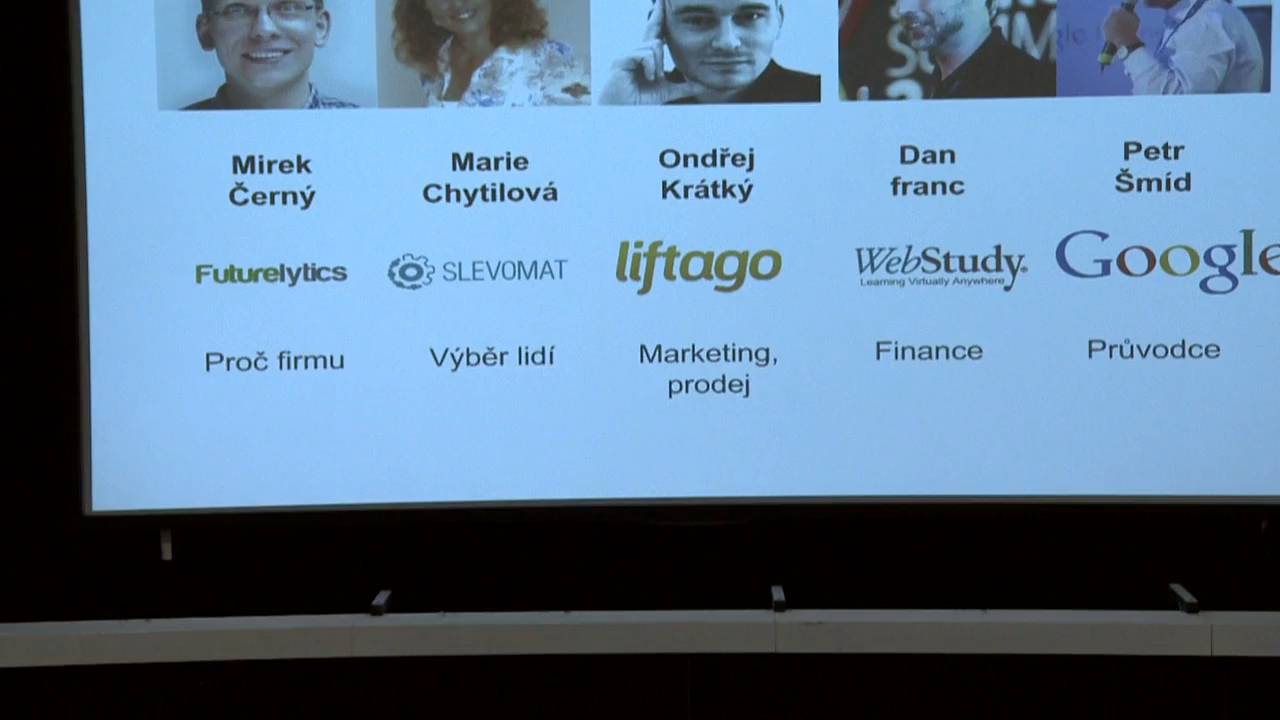 Mirek
Černý
Marie
Chytilová
Ondřej
Krátký
Dan
franc
Petr
Šmíd
Futurelytics
SLEVOMAT
liftago
WebStudy
Learning Virtually Anywhere
Google
Proč firmu
Výběr lidí
Marketing,
prodej
Finance
Průvodce